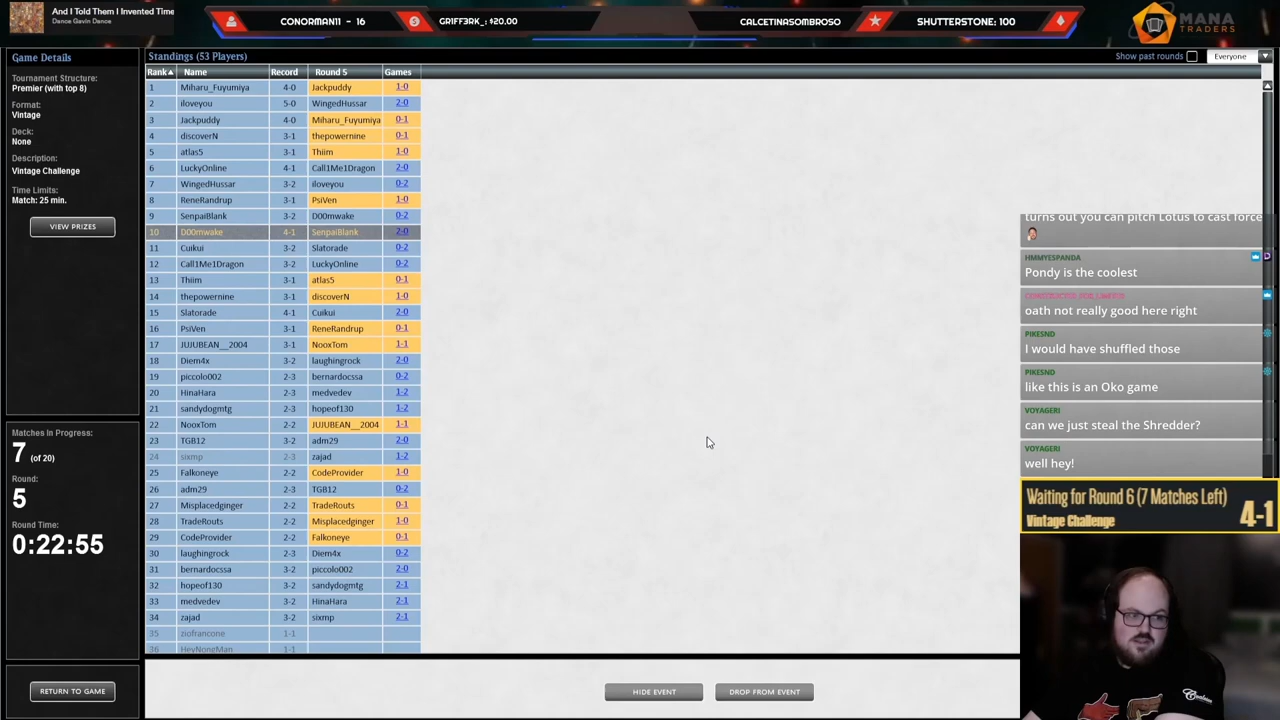 And I Told Them I Invented Time
Dance Gavin Dance
CONORMAN11 - 16
GR1FF3RK_: $20.00
CALCETINASOMBROSO
SHUTTERSTONE: 100
MANA
TRADERS
Game Details
Tournament Structure:
Premier (with top 8)
Format:
Vintage
Deck:
None
Description:
Vintage Challenge
Time Limits:
Match: 25 min.
VIEW PRIZES
Matches in Progress:
7 (of 20)
Round:
5
Round Time:
0:22:55
RETURN TO GAME
Standings (53 Players)
Show past rounds
Everyone
Rank Name Record Round 5 Games
1 Miharu_Fuyumiya 4-0 Jackpuddy 1-0
2 iloveyou 5-0 WingedHussar 2-0
3 Jackpuddy 4-0 Miharu_Fuyumiya 0-1
4 discoverN 3-1 thepowernine 0-1
5 atlas5 3-1 Thiim 1-0
6 LuckyOnline 4-1 Call1Me1Dragon 2-0
7 WingedHussar 3-2 iloveyou 0-2
8 ReneRandrup 3-1 PsiVen 1-0
9 SenpaiBlank 3-2 D00mwake 0-2
10 D00mwake 4-1 SenpaiBlank 2-0
11 Cuikui 3-2 Slatorade 0-2
12 Call1Me1Dragon 3-2 LuckyOnline 0-2
13 Thiim 3-1 atlas5 0-1
14 thepowernine 3-1 discoverN 1-0
15 Slatorade 4-1 Cuikui 2-0
16 PsiVen 3-1 ReneRandrup 0-1
17 JUJUBEAN__2004 3-1 NooxTom 1-1
18 Diem4x 3-2 laughingrock 2-0
19 piccolo002 2-3 bernardocssa 0-2
20 HinaHara 2-3 medvedev 1-2
21 sandydogmtg 2-3 hopeof130 1-2
22 NooxTom 2-2 JUJUBEAN__2004 1-1
23 TGB12 3-2 adm29 2-0
24 sixmp 2-3 zajad 1-2
25 Falkoneye 2-2 CodeProvider 1-0
26 adm29 2-3 TGB12 0-2
27 Misplacedginger 2-2 TradeRouts 0-1
28 TradeRouts 2-2 Misplacedginger 1-0
29 CodeProvider 2-2 Falkoneye 0-1
30 laughingrock 2-3 Diem4x 0-2
31 bernardocssa 3-2 piccolo002 2-0
32 hopeof130 3-2 sandydogmtg 2-1
33 medvedev 3-2 HinaHara 2-1
34 zajad 3-2 sixmp 2-1
35 ziofrancone 1-1
36 HeyNongMan 1-1
HIDE EVENT
DROP FROM EVENT
turns out you can pitch Lotus to cast force
HMMYESPANDA
Pondy is the coolest
oath not really good here right
PIKESND
I would have shuffled those
PIKESND
like this is an Oko game
VOYAGERI
can we just steal the Shredder?
VOYAGERI
well hey!
Waiting for Round 6 (7 Matches Left)
Vintage Challenge
4-1